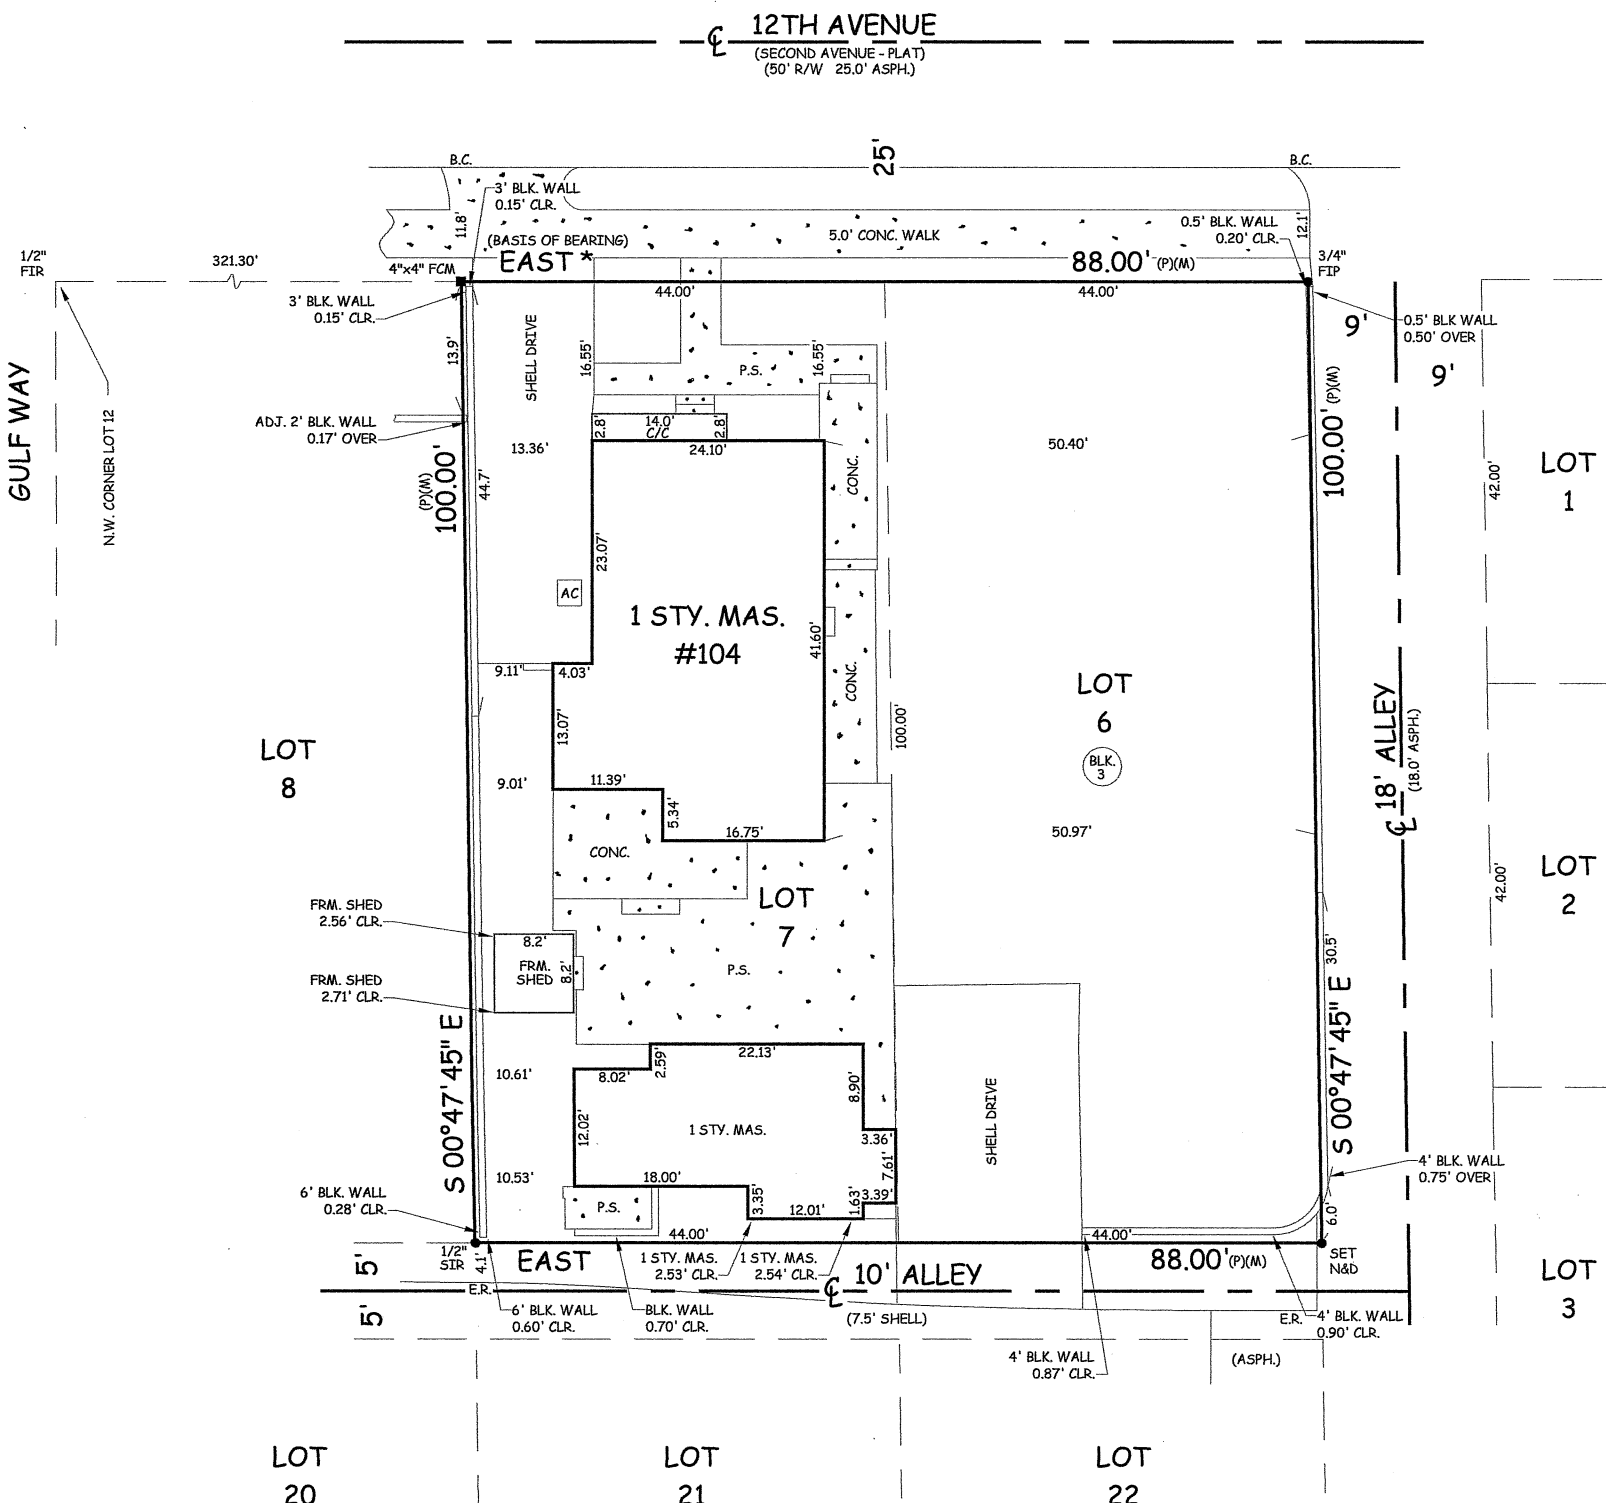 12TH AVENUE
(SECOND AVENUE - PLAT)
(50' R/W 25.0' ASPH.)
25'
B.C.
B.C.
3' BLK. WALL
0.15' CLR.
11.8'
(BASIS OF BEARING)
EAST *
5.0' CONC. WALK
0.5' BLK. WALL
0.20' CLR.
12.1'
88.00' (P)(M)
1/2"
FIR
321.30'
4"x4" FCM
3/4"
FIP
44.00'
44.00'
3' BLK. WALL
0.15' CLR.
0.5' BLK WALL
0.50' OVER
9'
9'
13.9'
SHELL DRIVE
16.55'
16.55'
P.S.
GULF WAY
N.W. CORNER LOT 12
ADJ. 2' BLK. WALL
0.17' OVER
100.00'
(P)(M)
44.7'
13.36'
2.8'
14.0'
C/C
2.8'
24.10'
CONC.
50.40'
100.00' (P)(M)
42.00'
LOT
1
23.07'
AC
1 STY. MAS.
#104
41.60'
9.11'
4.03'
CONC.
LOT
6
BLK.
3
100.00'
18' ALLEY
(18.0' ASPH.)
℄
13.07'
LOT
8
9.01'
11.39'
5.34'
16.75'
50.97'
CONC.
LOT
7
LOT
2
42.00'
FRM. SHED
2.56' CLR.
8.2'
FRM.
SHED
8.2'
P.S.
30.5'
FRM. SHED
2.71' CLR.
S 00°47'45" E
S 00°47'45" E
22.13'
2.59'
10.61'
8.02'
8.90'
12.02'
1 STY. MAS.
3.36'
7.61'
SHELL DRIVE
10.53'
18.00'
4' BLK. WALL
0.75' OVER
6' BLK. WALL
0.28' CLR.
P.S.
3.35'
12.01'
1.63'
3.39'
6.0'
44.00'
44.00'
1/2"
SIR
4.1'
EAST
1 STY. MAS.
2.53' CLR.
1 STY. MAS.
2.54' CLR.
88.00' (P)(M)
SET
N&D
5'
10' ALLEY
℄
E.R.
5'
6' BLK. WALL
0.60' CLR.
BLK. WALL
0.70' CLR.
(7.5' SHELL)
E.R.
4' BLK. WALL
0.90' CLR.
LOT
3
4' BLK. WALL
0.87' CLR.
(ASPH.)
LOT
20
LOT
21
LOT
22
℄